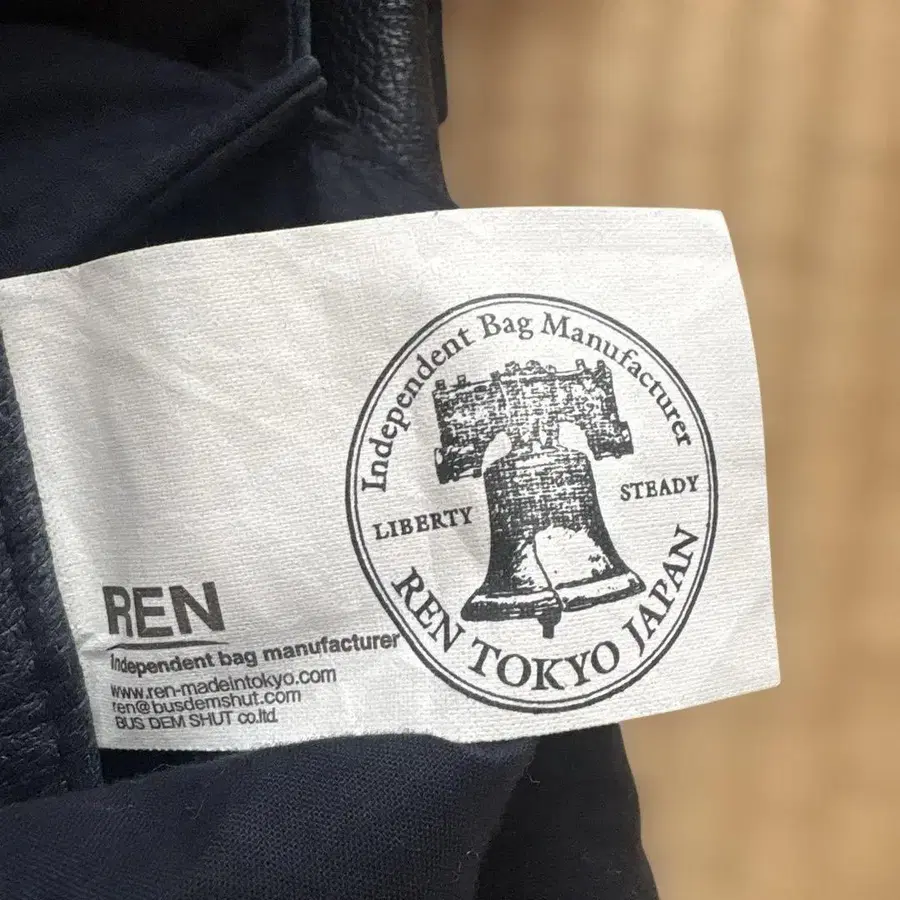 Independent Bag Manufacturer
LIBERTY
STEADY
REN TOKYO JAPAN
REN
Independent bag manufacturer
www.ren-madeintokyo.com
ren@busdemshut.com
BUS DEM SHUT co.ltd.